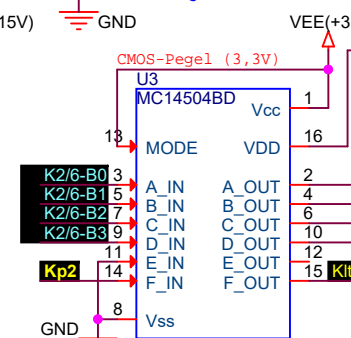 15V)
GND
VEE(+3
CMOS-Pegel (3,3V)
U3
MC14504BD
Vcc 1
13 MODE VDD 16
K2/6-B0 3 A_IN A_OUT 2
K2/6-B1 5 B_IN B_OUT 4
K2/6-B2 7 C_IN C_OUT 6
K2/6-B3 9 D_IN D_OUT 10
11 E_IN E_OUT 12
Kp2 14 F_IN F_OUT 15 Klt
8 Vss
GND